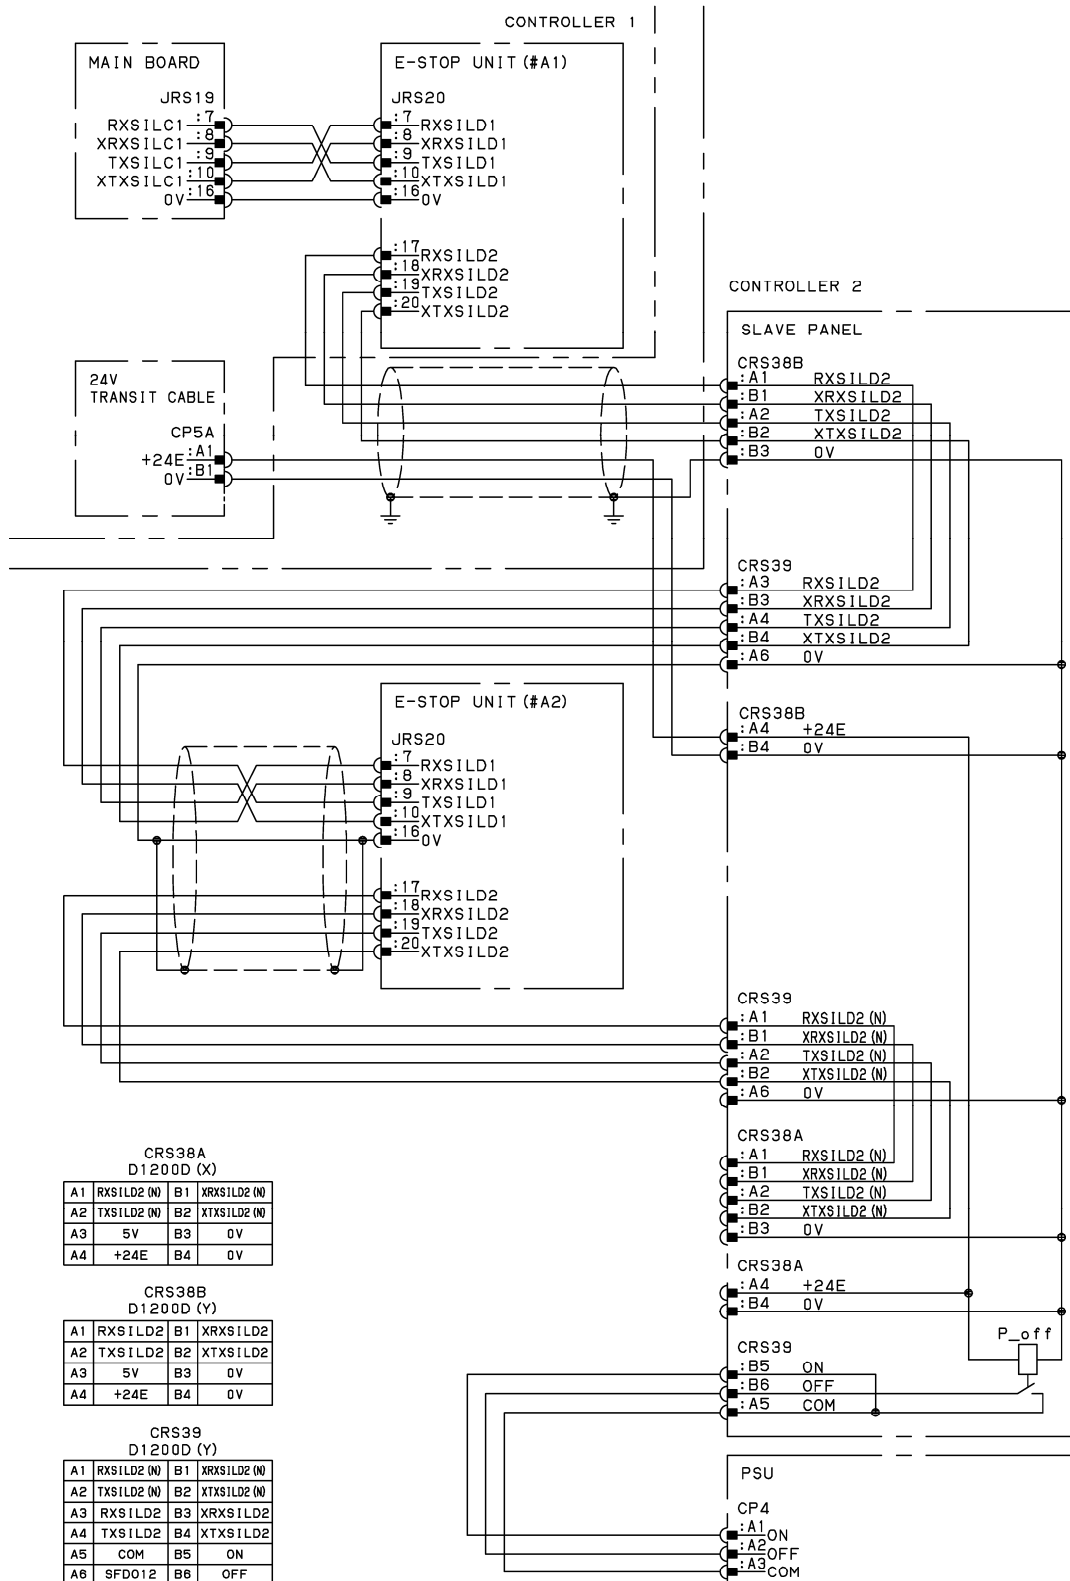 CONTROLLER 1
MAIN BOARD
JRS19
RXSILC1 :7
XRXSILC1 :8
TXSILC1 :9
XTXSILC1 :10
0V :16
E-STOP UNIT(#A1)
JRS20
:7 RXSILD1
:8 XRXSILD1
:9 TXSILD1
:10 XTXSILD1
:16 0V
:17 RXSILD2
:18 XRXSILD2
:19 TXSILD2
:20 XTXSILD2
24V
TRANSIT CABLE
CP5A
+24E :A1
0V :B1
CONTROLLER 2
SLAVE PANEL
CRS38B
:A1 RXSILD2
:B1 XRXSILD2
:A2 TXSILD2
:B2 XTXSILD2
:B3 0V
CRS39
:A3 RXSILD2
:B3 XRXSILD2
:A4 TXSILD2
:B4 XTXSILD2
:A6 0V
E-STOP UNIT(#A2)
JRS20
:7 RXSILD1
:8 XRXSILD1
:9 TXSILD1
:10 XTXSILD1
:16 0V
:17 RXSILD2
:18 XRXSILD2
:19 TXSILD2
:20 XTXSILD2
CRS38B
:A4 +24E
:B4 0V
CRS39
:A1 RXSILD2(N)
:B1 XRXSILD2(N)
:A2 TXSILD2(N)
:B2 XTXSILD2(N)
:A6 0V
CRS38A
:A1 RXSILD2(N)
:B1 XRXSILD2(N)
:A2 TXSILD2(N)
:B2 XTXSILD2(N)
:B3 0V
CRS38A
:A4 +24E
:B4 0V
P_off
CRS39
:B5 ON
:B6 OFF
:A5 COM
PSU
CP4
:A1 ON
:A2 OFF
:A3 COM
CRS38A
D1200D(X)
A1 RXSILD2(N) B1 XRXSILD2(N)
A2 TXSILD2(N) B2 XTXSILD2(N)
A3 5V B3 0V
A4 +24E B4 0V
CRS38B
D1200D(Y)
A1 RXSILD2 B1 XRXSILD2
A2 TXSILD2 B2 XTXSILD2
A3 5V B3 0V
A4 +24E B4 0V
CRS39
D1200D(Y)
A1 RXSILD2(N) B1 XRXSILD2(N)
A2 TXSILD2(N) B2 XTXSILD2(N)
A3 RXSILD2 B3 XRXSILD2
A4 TXSILD2 B4 XTXSILD2
A5 COM B5 ON
A6 SFD012 B6 OFF